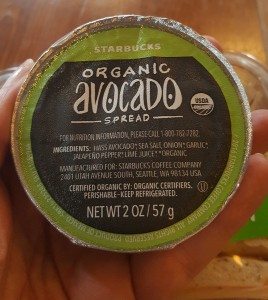 STARBUCKS
ORGANIC
avocado
SPREAD
USDA
ORGANIC
FOR NUTRITION INFORMATION, PLEASE CALL 1-800-782-7282
INGREDIENTS: HASS AVOCADO*, SEA SALT, ONION*, GARLIC*,
JALAPENO PEPPER*, LIME JUICE.* *ORGANIC
MANUFACTURED FOR: STARBUCKS COFFEE COMPANY
2401 UTAH AVENUE SOUTH, SEATTLE, WA 98134 USA
CERTIFIED ORGANIC BY: ORGANIC CERTIFIERS.
PERISHABLE - KEEP REFRIGERATED.
U
NET WT 2 OZ / 57 g